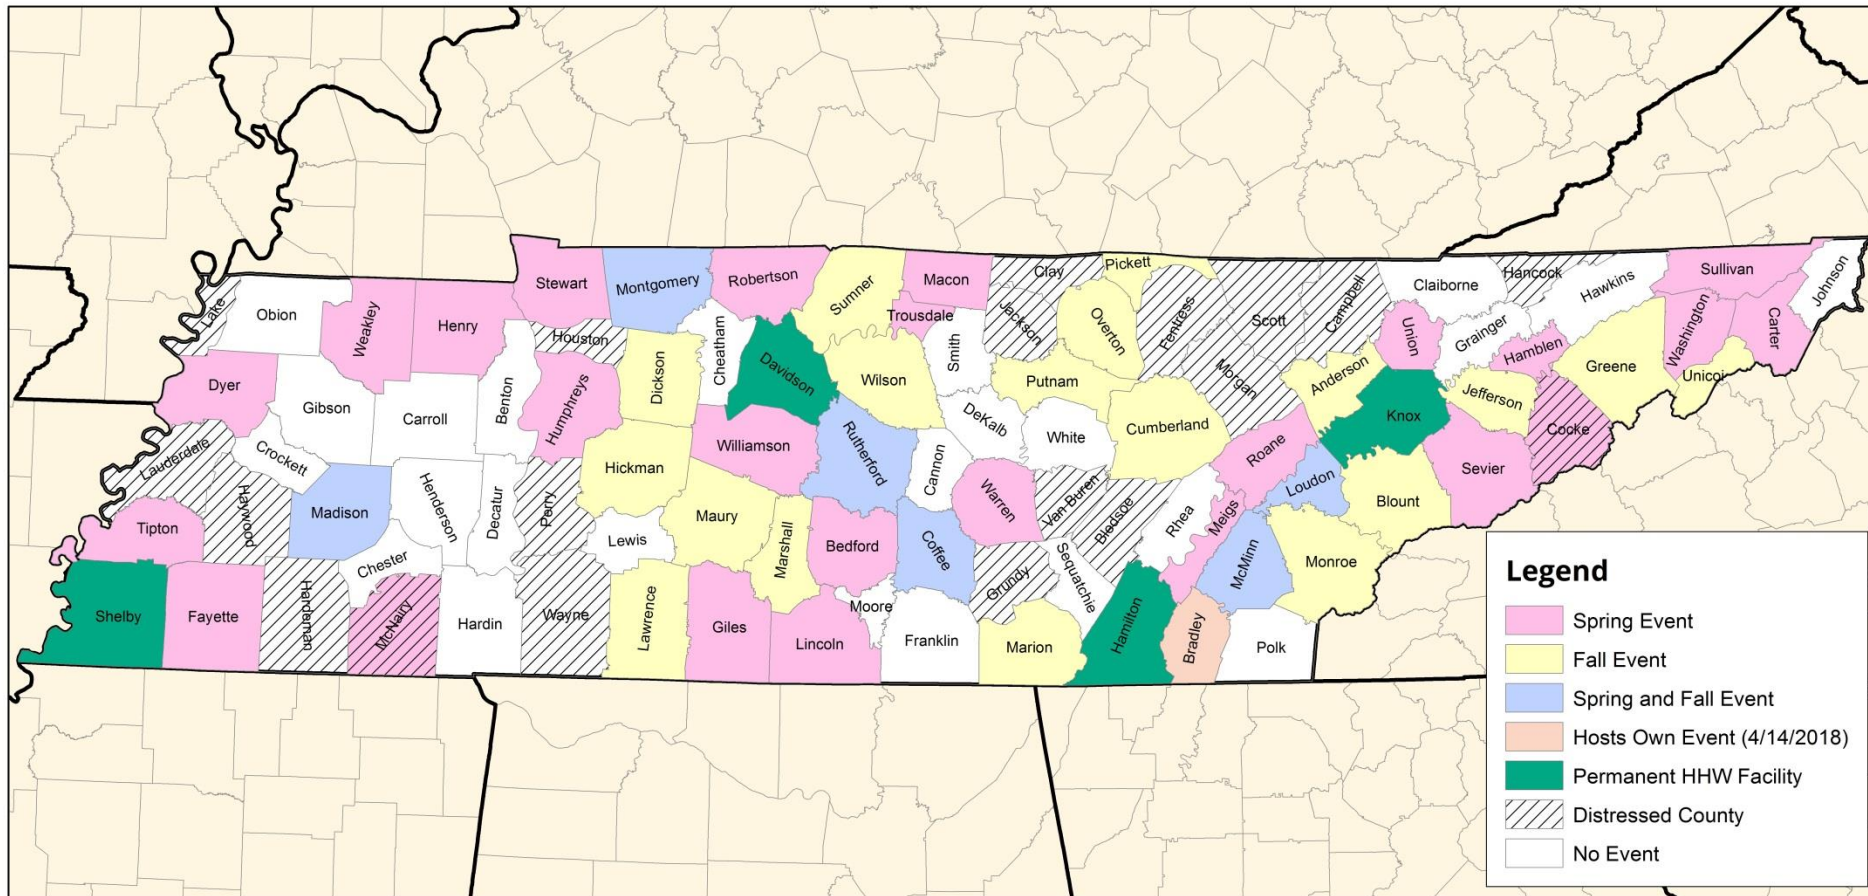 Stewart
Montgomery
Robertson
Sumner
Macon
Clay
Pickett
Lake
Obion
Weakley
Henry
Houston
Cheatham
Trousdale
Smith
Jackson
Overton
Fentress
Scott
Campbell
Claiborne
Hancock
Hawkins
Sullivan
Johnson
Union
Grainger
Hamblen
Washington
Carter
Dyer
Gibson
Carroll
Benton
Humphreys
Dickson
Davidson
Wilson
Putnam
Morgan
Anderson
Knox
Jefferson
Greene
Unicoi
Cocke
Lauderdale
Crockett
Hickman
Williamson
Rutherford
Cannon
DeKalb
White
Cumberland
Roane
Loudon
Sevier
Blount
Tipton
Haywood
Madison
Henderson
Decatur
Perry
Lewis
Maury
Marshall
Bedford
Coffee
Warren
Van Buren
Bledsoe
Rhea
Meigs
McMinn
Monroe
Shelby
Fayette
Hardeman
Chester
McNairy
Hardin
Wayne
Lawrence
Giles
Lincoln
Moore
Franklin
Grundy
Sequatchie
Marion
Hamilton
Bradley
Polk
Legend
Spring Event
Fall Event
Spring and Fall Event
Hosts Own Event (4/14/2018)
Permanent HHW Facility
Distressed County
No Event